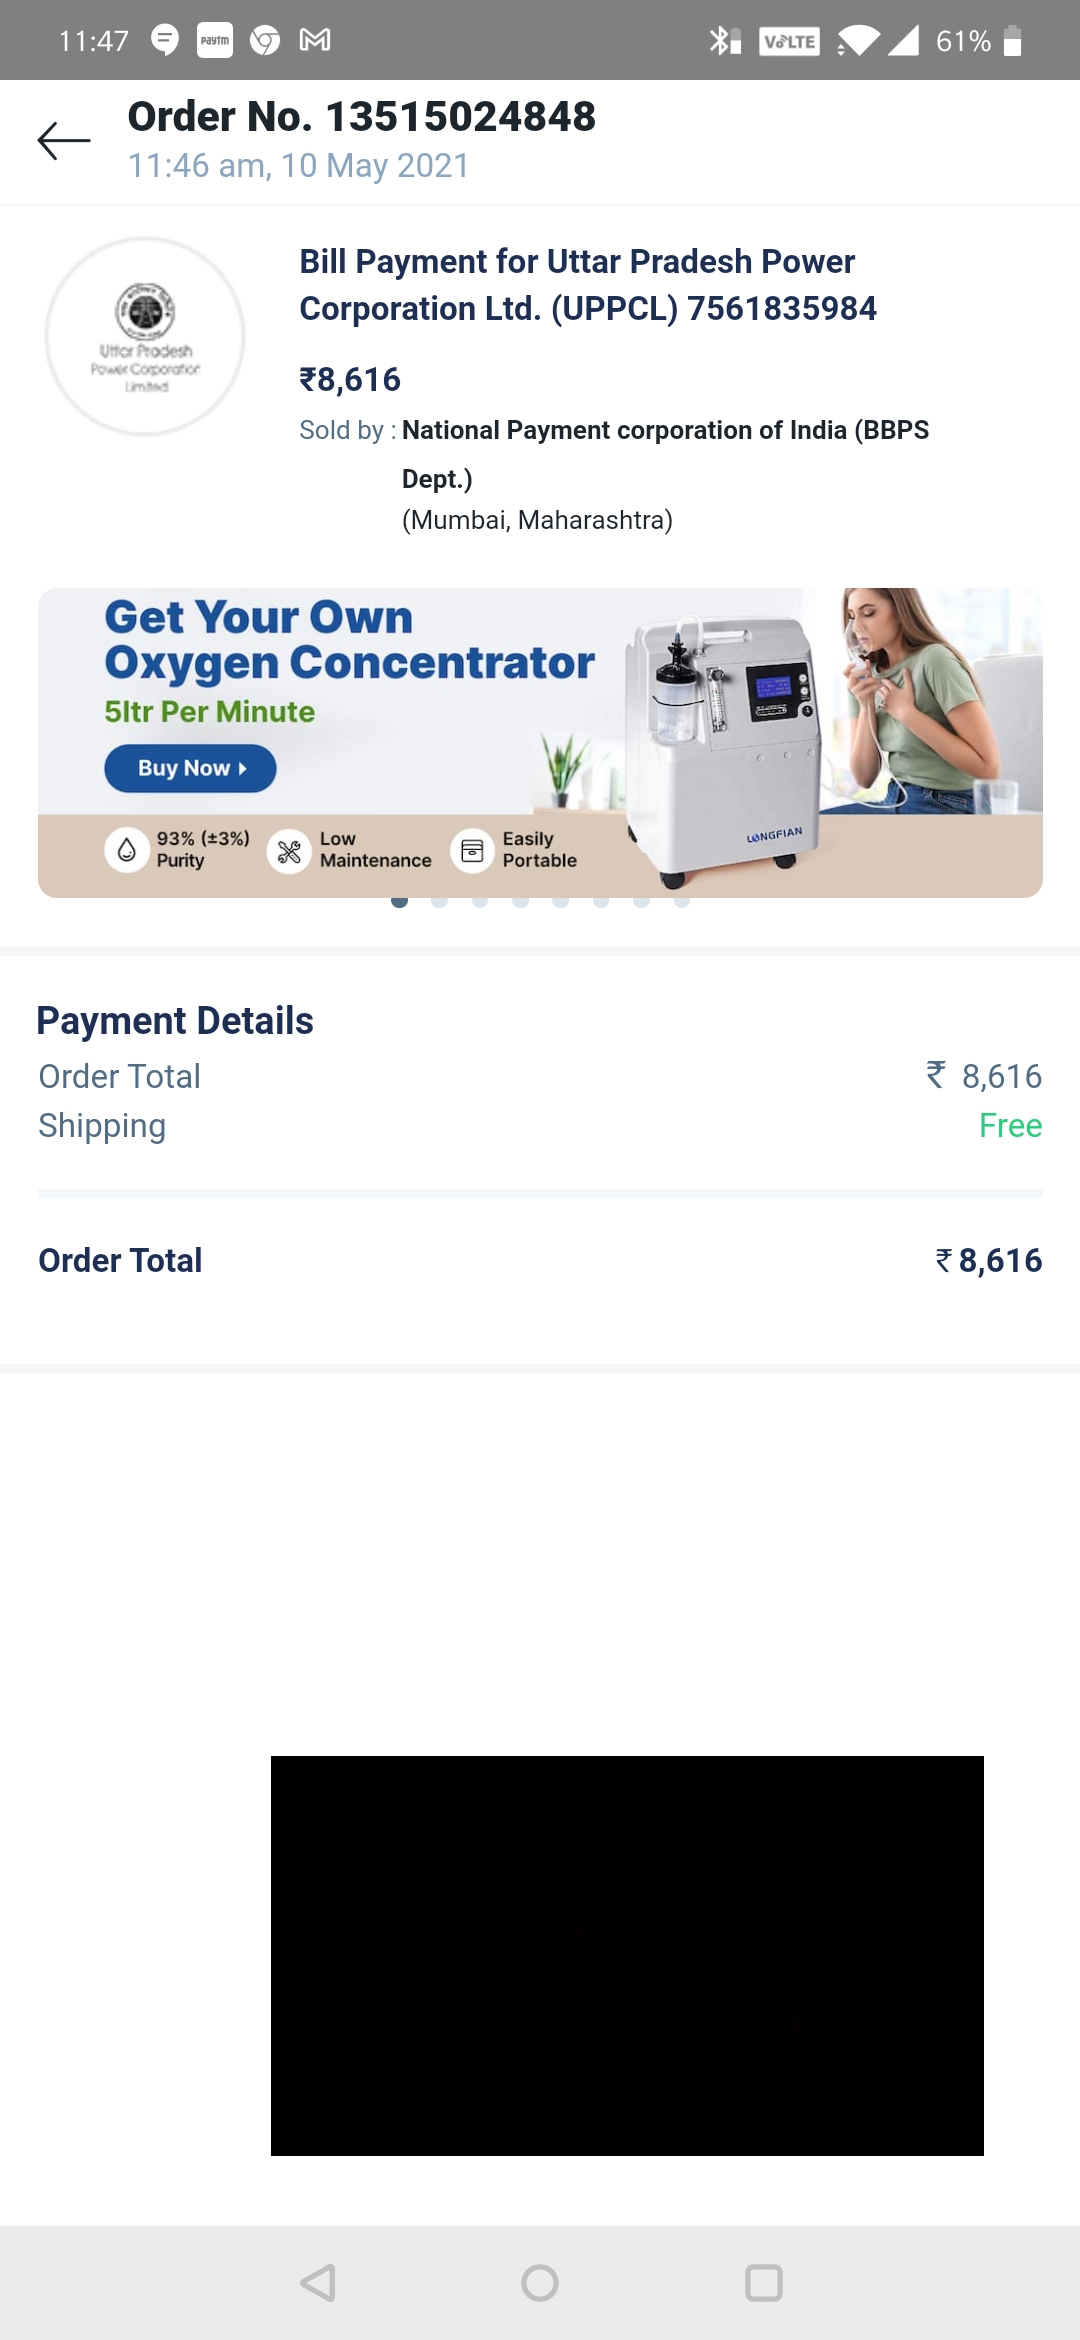 11:47
paytm
VoLTE
61%
Order No. 13515024848
11:46 am, 10 May 2021
Uttar Pradesh
Power Corporation
Limited
Bill Payment for Uttar Pradesh Power
Corporation Ltd. (UPPCL) 7561835984
₹8,616
Sold by : National Payment corporation of India (BBPS
Dept.)
(Mumbai, Maharashtra)
Get Your Own
Oxygen Concentrator
5ltr Per Minute
Buy Now
93% (±3%)
Purity
Low
Maintenance
Easily
Portable
LONGFIAN
Payment Details
Order Total ₹ 8,616
Shipping Free
Order Total ₹ 8,616